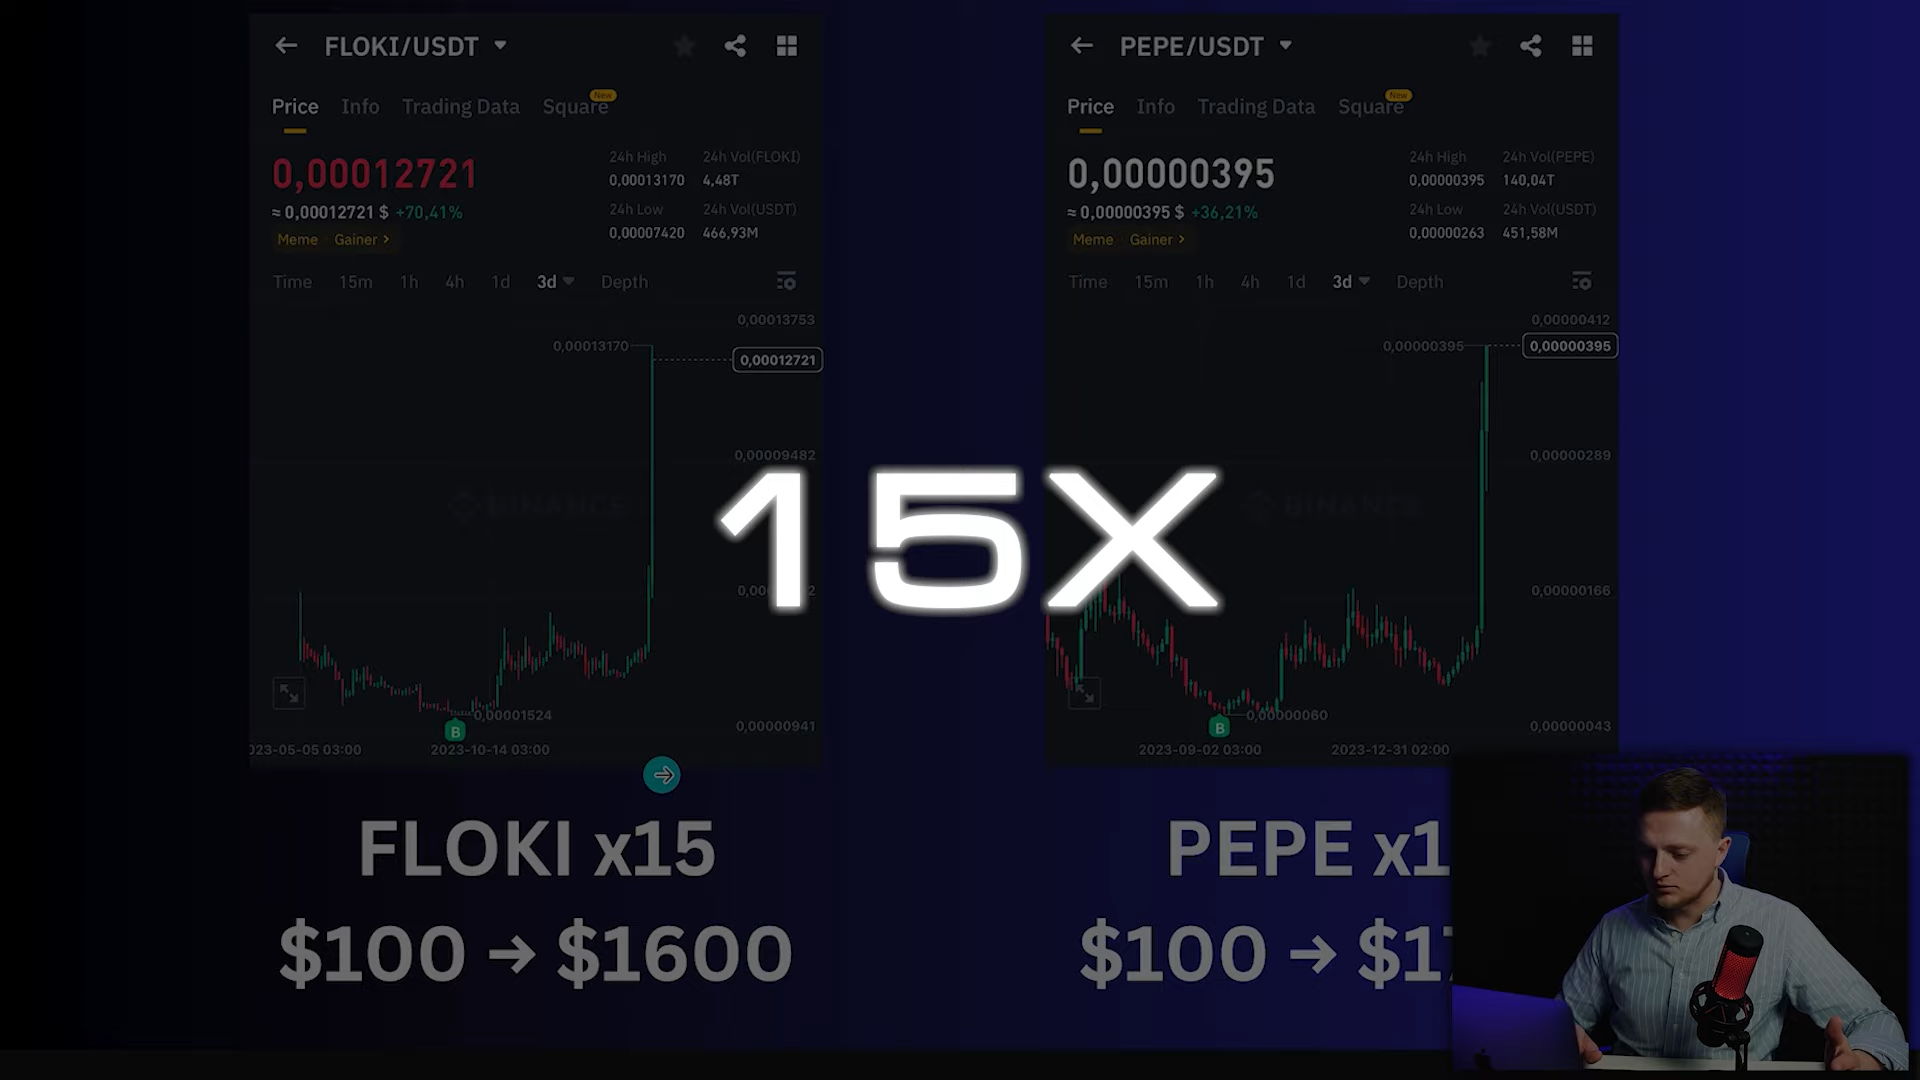 FLOKI/USDT
Price Info Trading Data Square New
0,00012721
≈ 0,00012721 $ +70,41%
Meme Gainer >
24h High
0,00013170
24h Vol(FLOKI)
4,48T
24h Low
0,00007420
24h Vol(USDT)
466,93M
Time 15m 1h 4h 1d 3d Depth
0,00013753
0,00013170
0,00012721
0,00009482
BINANCE
0,00001524
0,00000941
B
023-05-05 03:00 2023-10-14 03:00
FLOKI x15
$100 → $1600
PEPE/USDT
Price Info Trading Data Square New
0,00000395
≈ 0,00000395 $ +36,21%
Meme Gainer >
24h High
0,00000395
24h Vol(PEPE)
140,04T
24h Low
0,00000263
24h Vol(USDT)
451,58M
Time 15m 1h 4h 1d 3d Depth
0,00000412
0,00000395
0,00000395
0,00000289
BINANCE
0,00000166
0,00000060
0,00000043
B
2023-09-02 03:00 2023-12-31 02:00
PEPE x1
$100 → $17
15X